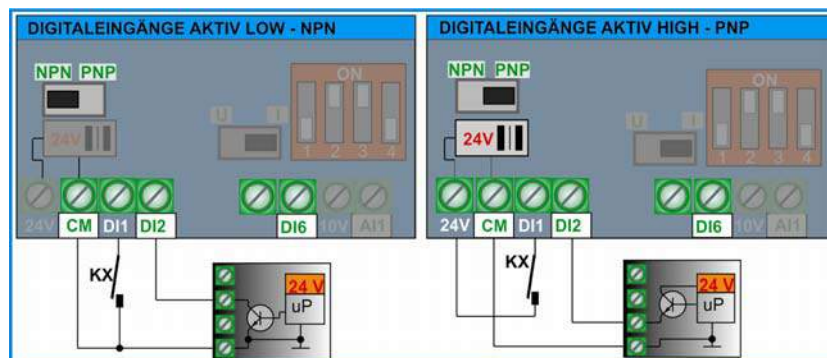 DIGITALEINGÄNGE AKTIV LOW - NPN
NPN PNP
24V
U I
ON
1 2 3 4
24V CM DI1 DI2 DI6 10V AI1
KX
24 V
uP
DIGITALEINGÄNGE AKTIV HIGH - PNP
NPN PNP
24V
U I
ON
1 2 3 4
24V CM DI1 DI2 DI6 10V AI1
KX
24 V
uP